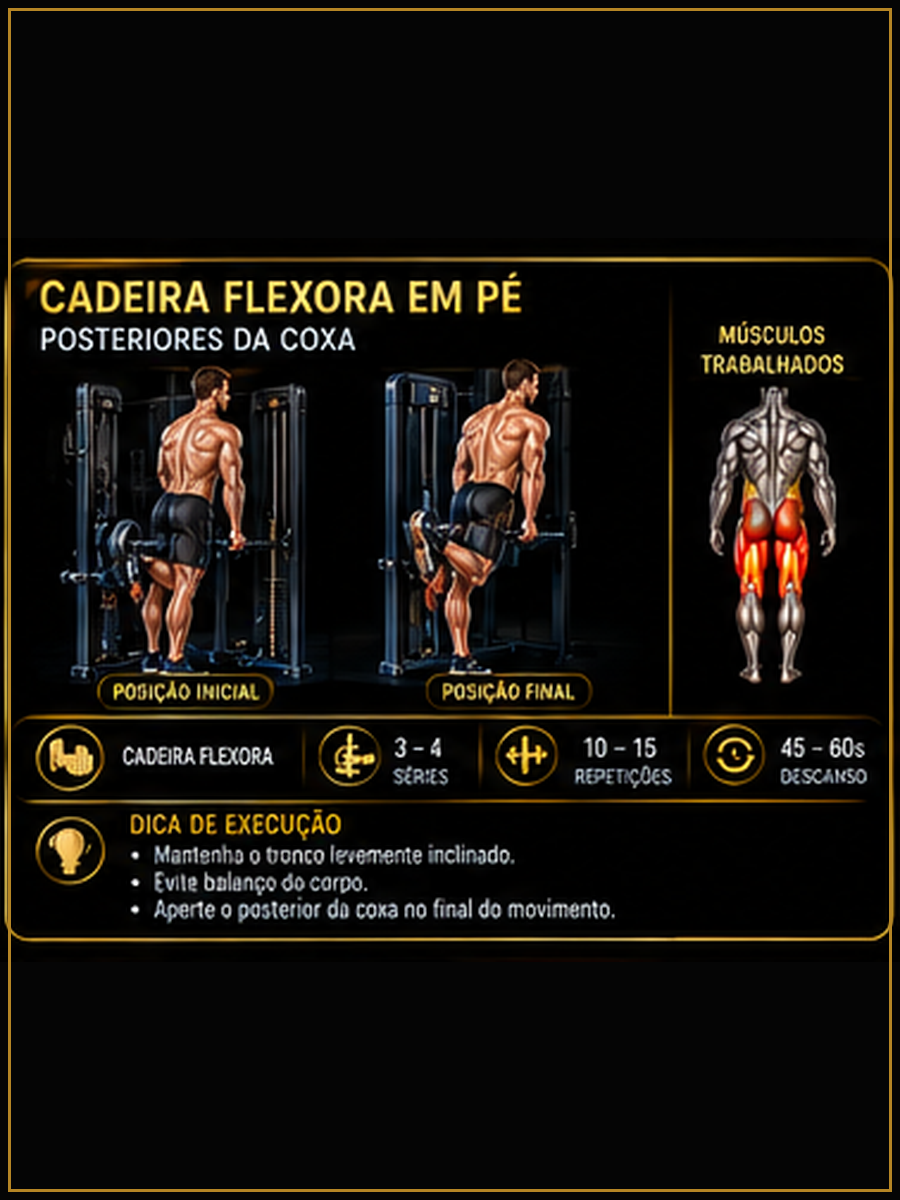 CADEIRA FLEXORA EM PÉ
POSTERIORES DA COXA
MÚSCULOS
TRABALHADOS
POSIÇÃO INICIAL
POSIÇÃO FINAL
CADEIRA FLEXORA
3 – 4
SÉRIES
10 – 15
REPETIÇÕES
45 – 60s
DESCANSO
DICA DE EXECUÇÃO
• Mantenha o tronco levemente inclinado.
• Evite balanço do corpo.
• Aperte o posterior da coxa no final do movimento.